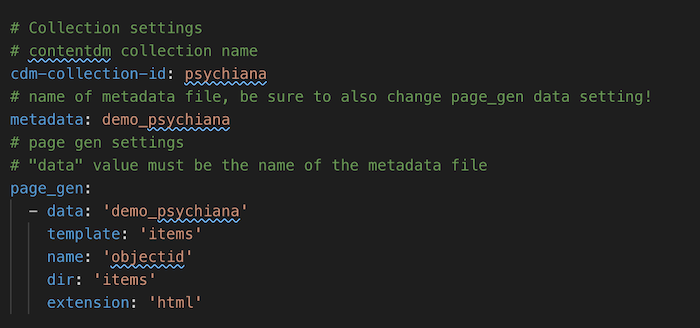 # Collection settings
# contentdm collection name
cdm-collection-id: psychiana
# name of metadata file, be sure to also change page_gen data setting!
metadata: demo_psychiana
# page gen settings
# "data" value must be the name of the metadata file
page_gen:
  - data: 'demo_psychiana'
    template: 'items'
    name: 'objectid'
    dir: 'items'
    extension: 'html'